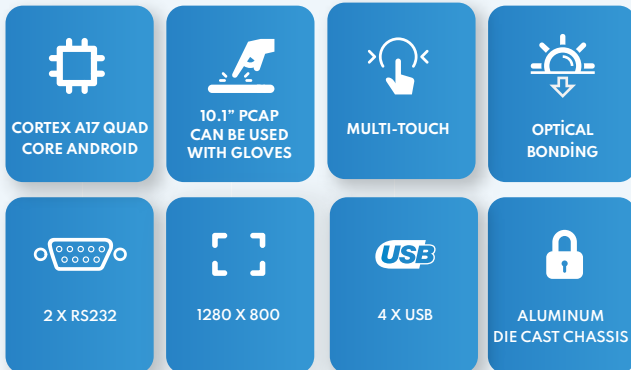 CORTEX A17 QUAD
CORE ANDROID
10.1” PCAP
CAN BE USED
WITH GLOVES
MULTI-TOUCH
OPTİCAL
BONDİNG
2 X RS232
1280 X 800
USB
4 X USB
ALUMINUM
DIE CAST CHASSIS